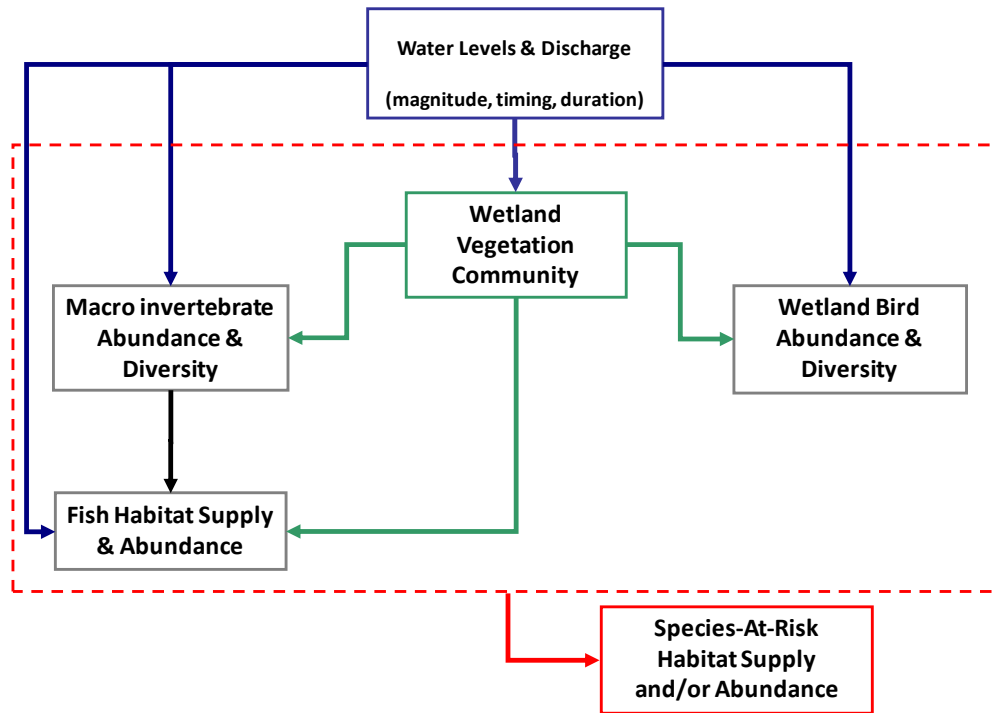 Water Levels & Discharge
(magnitude, timing, duration)
Wetland
Vegetation
Community
Macro invertebrate
Abundance &
Diversity
Wetland Bird
Abundance &
Diversity
Fish Habitat Supply
& Abundance
Species-At-Risk
Habitat Supply
and/or Abundance